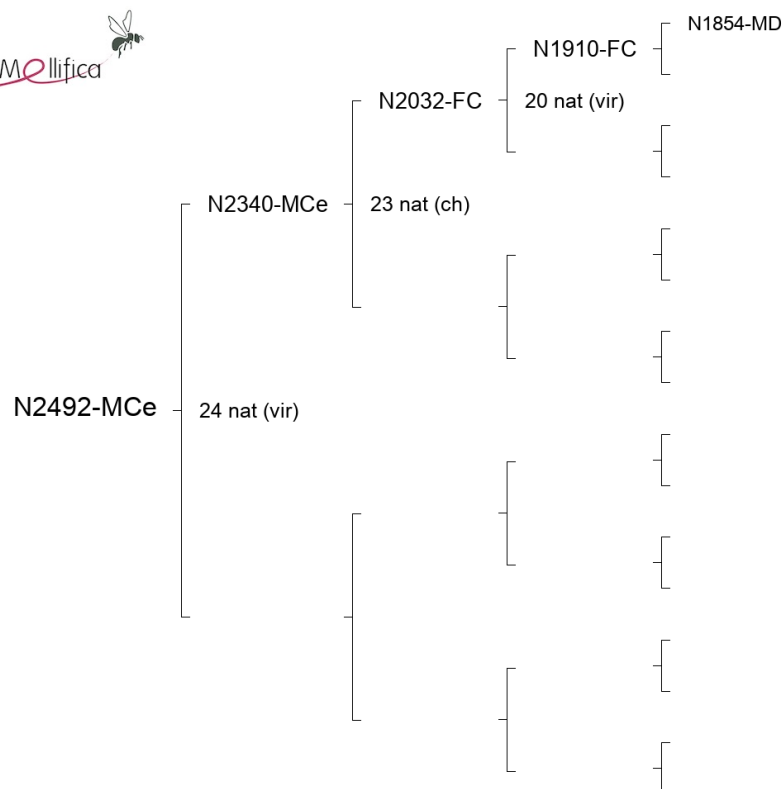 Mellifica
N1854-MD
N1910-FC
N2032-FC
20 nat (vir)
N2340-MCe
23 nat (ch)
N2492-MCe
24 nat (vir)